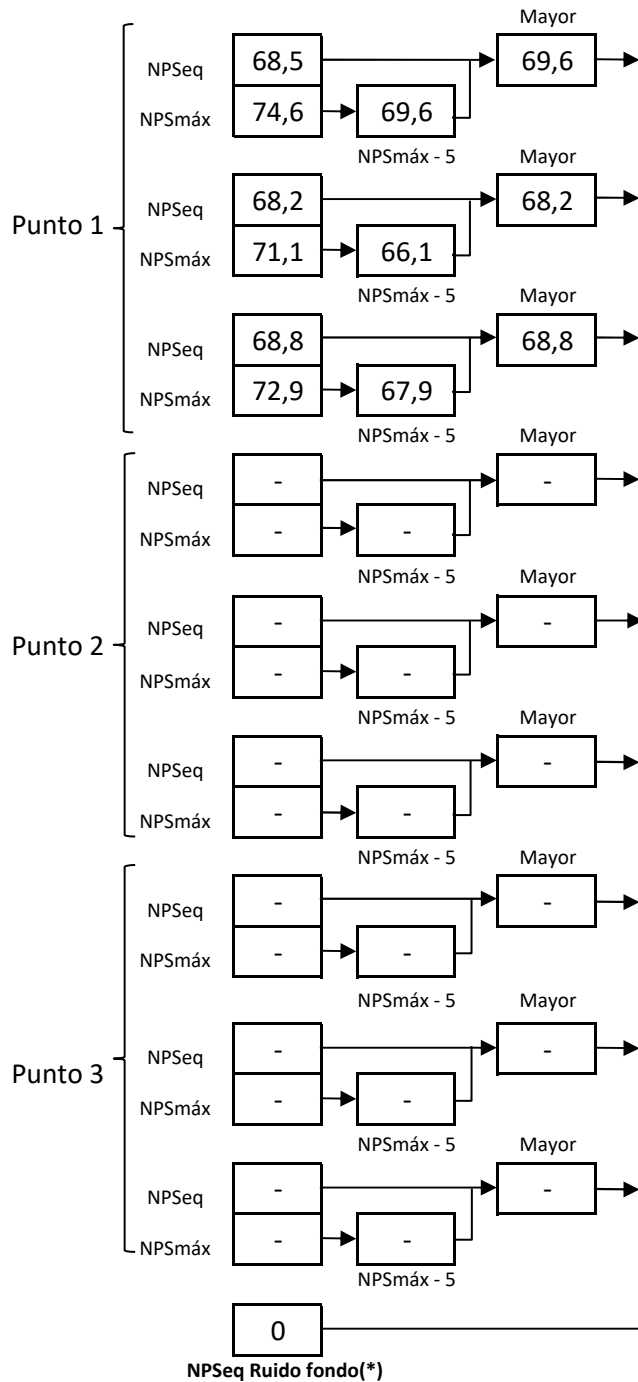 Mayor
NPSeq 68,5 69,6
NPSmáx 74,6 69,6
NPSmáx - 5 Mayor
NPSeq 68,2 68,2
Punto 1
NPSmáx 71,1 66,1
NPSmáx - 5 Mayor
NPSeq 68,8 68,8
NPSmáx 72,9 67,9
NPSmáx - 5 Mayor
NPSeq - -
NPSmáx - -
NPSmáx - 5 Mayor
NPSeq - -
Punto 2
NPSmáx - -
NPSmáx - 5 Mayor
NPSeq - -
NPSmáx - -
NPSmáx - 5 Mayor
NPSeq - -
NPSmáx - -
NPSmáx - 5 Mayor
NPSeq - -
Punto 3
NPSmáx - -
NPSmáx - 5 Mayor
NPSeq - -
NPSmáx - -
NPSmáx - 5
0
NPSeq Ruido fondo(*)